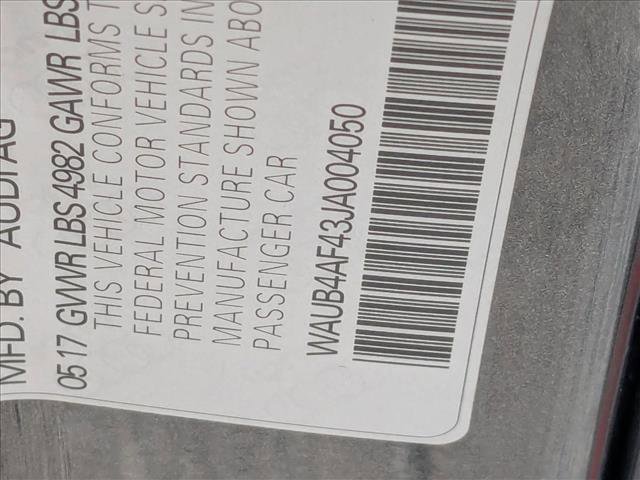 MFD. BY AUDI AG
05 17 GVWR LBS 4982 GAWR LBS
THIS VEHICLE CONFORMS
FEDERAL MOTOR VEHICLE
PREVENTION STANDARDS IN
MANUFACTURE SHOWN ABO
PASSENGER CAR
WAUB4AF43JA004050